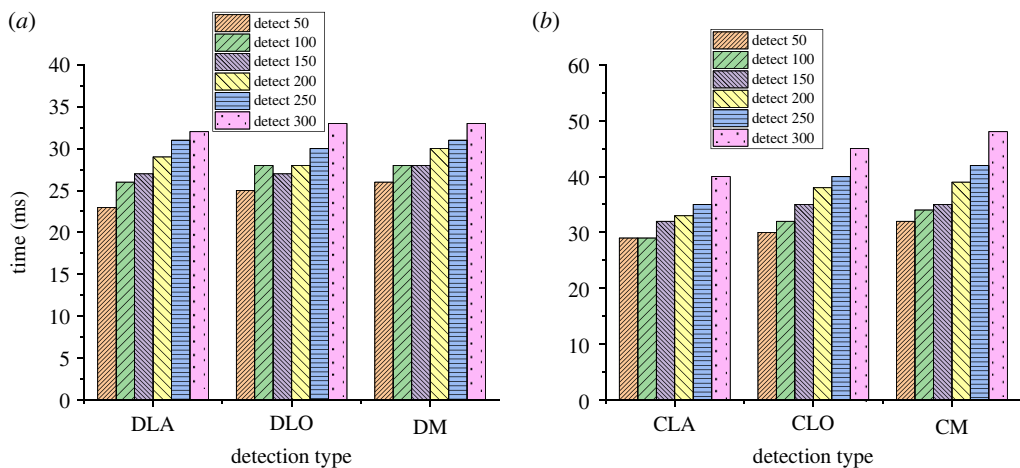 (a)
detect 50
detect 100
detect 150
detect 200
detect 250
detect 300
40
35
30
25
20
15
10
5
0
time (ms)
DLA DLO DM
detection type
(b)
detect 50
detect 100
detect 150
detect 200
detect 250
detect 300
60
50
40
30
20
10
0
CLA CLO CM
detection type